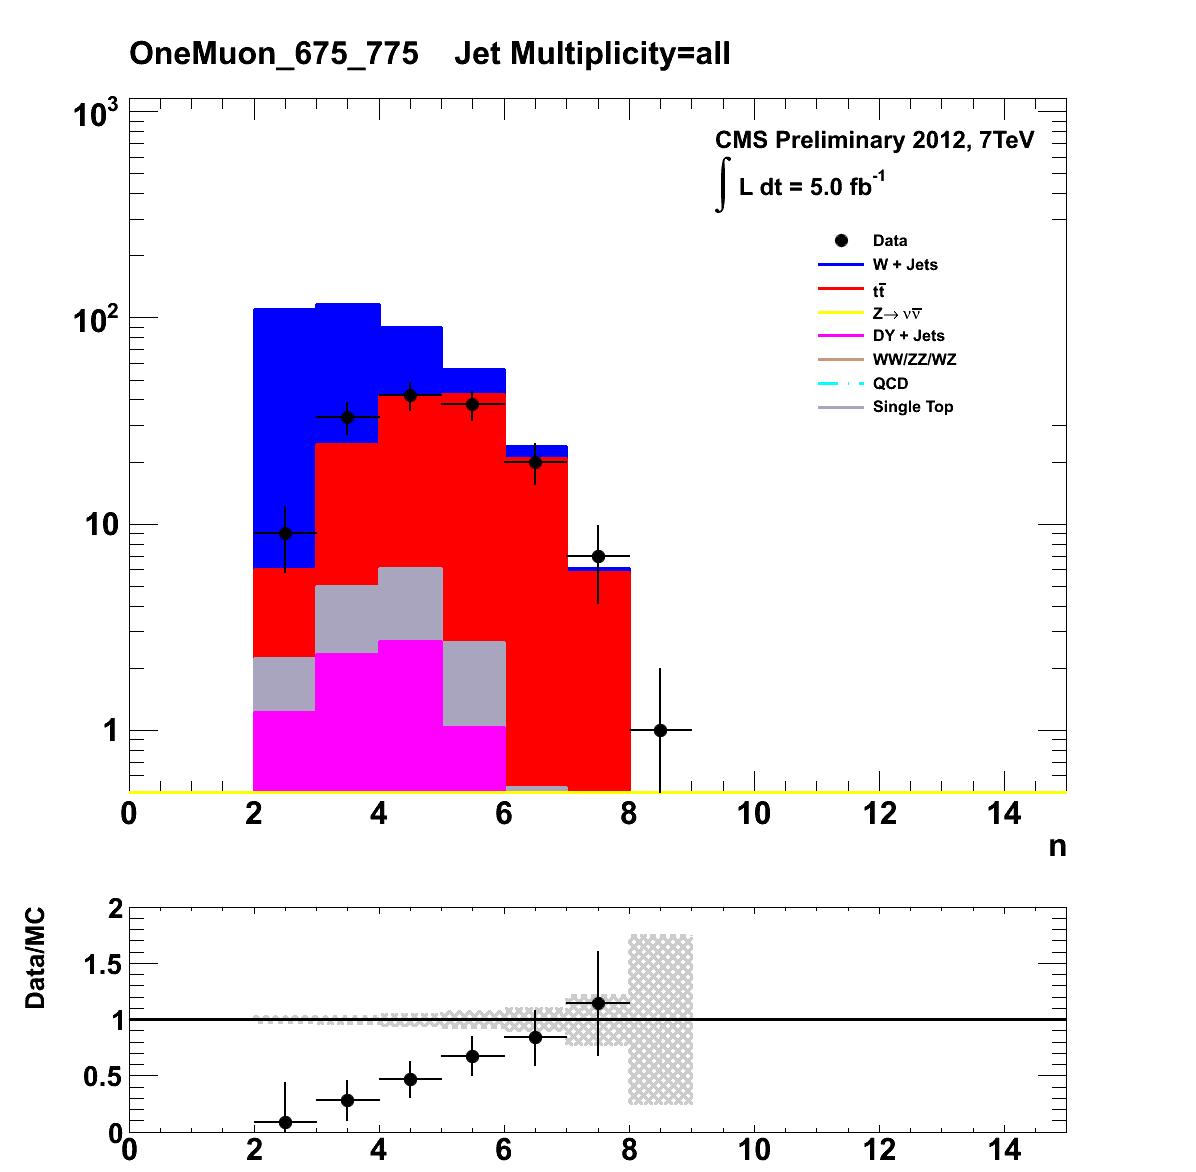 OneMuon_675_775 Jet Multiplicity=all
10³
CMS Preliminary 2012, 7TeV
∫ L dt = 5.0 fb⁻¹
Data
W + Jets
tt̅
Z→ νν̅
DY + Jets
WW/ZZ/WZ
QCD
Single Top
10²
10
1
0 2 4 6 8 10 12 14
n
Data/MC
2
1.5
1
0.5
0
0 2 4 6 8 10 12 14